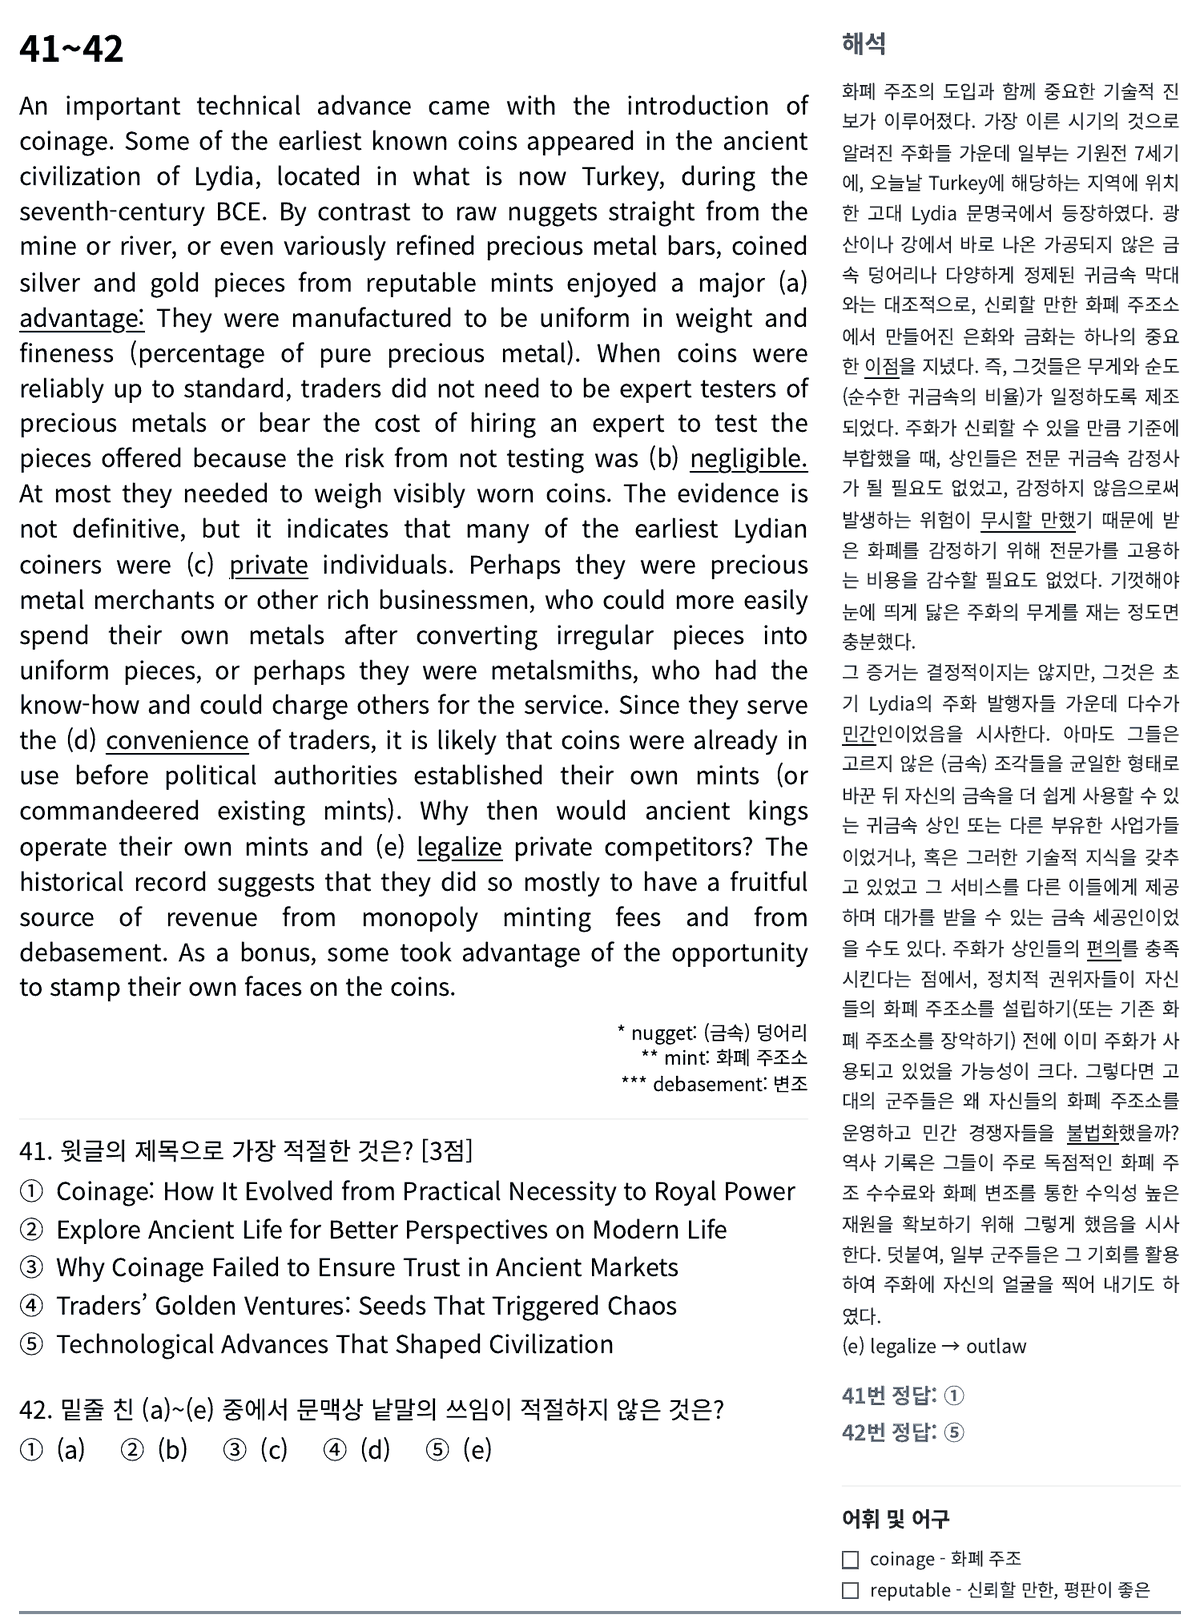 41~42
An important technical advance came with the introduction of
coinage. Some of the earliest known coins appeared in the ancient
civilization of Lydia, located in what is now Turkey, during the
seventh-century BCE. By contrast to raw nuggets straight from the
mine or river, or even variously refined precious metal bars, coined
silver and gold pieces from reputable mints enjoyed a major (a)
advantage: They were manufactured to be uniform in weight and
fineness (percentage of pure precious metal). When coins were
reliably up to standard, traders did not need to be expert testers of
precious metals or bear the cost of hiring an expert to test the
pieces offered because the risk from not testing was (b) negligible.
At most they needed to weigh visibly worn coins. The evidence is
not definitive, but it indicates that many of the earliest Lydian
coiners were (c) private individuals. Perhaps they were precious
metal merchants or other rich businessmen, who could more easily
spend their own metals after converting irregular pieces into
uniform pieces, or perhaps they were metalsmiths, who had the
know-how and could charge others for the service. Since they serve
the (d) convenience of traders, it is likely that coins were already in
use before political authorities established their own mints (or
commandeered existing mints). Why then would ancient kings
operate their own mints and (e) legalize private competitors? The
historical record suggests that they did so mostly to have a fruitful
source of revenue from monopoly minting fees and from
debasement. As a bonus, some took advantage of the opportunity
to stamp their own faces on the coins.
* nugget: (금속) 덩어리
** mint: 화폐 주조소
*** debasement: 변조
41. 윗글의 제목으로 가장 적절한 것은? [3점]
① Coinage: How It Evolved from Practical Necessity to Royal Power
② Explore Ancient Life for Better Perspectives on Modern Life
③ Why Coinage Failed to Ensure Trust in Ancient Markets
④ Traders' Golden Ventures: Seeds That Triggered Chaos
⑤ Technological Advances That Shaped Civilization
42. 밑줄 친 (a)~(e) 중에서 문맥상 낱말의 쓰임이 적절하지 않은 것은?
① (a) ② (b) ③ (c) ④ (d) ⑤ (e)
해석
화폐 주조의 도입과 함께 중요한 기술적 진
보가 이루어졌다. 가장 이른 시기의 것으로
알려진 주화들 가운데 일부는 기원전 7세기
에, 오늘날 Turkey에 해당하는 지역에 위치
한 고대 Lydia 문명국에서 등장하였다. 광
산이나 강에서 바로 나온 가공되지 않은 금
속 덩어리나 다양하게 정제된 귀금속 막대
와는 대조적으로, 신뢰할 만한 화폐 주조소
에서 만들어진 은화와 금화는 하나의 중요
한 이점을 지녔다. 즉, 그것들은 무게와 순도
(순수한 귀금속의 비율)가 일정하도록 제조
되었다. 주화가 신뢰할 수 있을 만큼 기준에
부합했을 때, 상인들은 전문 귀금속 감정사
가 될 필요도 없었고, 감정하지 않음으로써
발생하는 위험이 무시할 만했기 때문에 받
은 화폐를 감정하기 위해 전문가를 고용하
는 비용을 감수할 필요도 없었다. 기껏해야
눈에 띄게 닳은 주화의 무게를 재는 정도면
충분했다.
그 증거는 결정적이지는 않지만, 그것은 초
기 Lydia의 주화 발행자들 가운데 다수가
민간인이었음을 시사한다. 아마도 그들은
고르지 않은 (금속) 조각들을 균일한 형태로
바꾼 뒤 자신의 금속을 더 쉽게 사용할 수 있
는 귀금속 상인 또는 다른 부유한 사업가들
이었거나, 혹은 그러한 기술적 지식을 갖추
고 있었고 그 서비스를 다른 이들에게 제공
하며 대가를 받을 수 있는 금속 세공인이었
을 수도 있다. 주화가 상인들의 편의를 충족
시킨다는 점에서, 정치적 권위자들이 자신
들의 화폐 주조소를 설립하기(또는 기존 화
폐 주조소를 장악하기) 전에 이미 주화가 사
용되고 있었을 가능성이 크다. 그렇다면 고
대의 군주들은 왜 자신들의 화폐 주조소를
운영하고 민간 경쟁자들을 불법화했을까?
역사 기록은 그들이 주로 독점적인 화폐 주
조 수수료와 화폐 변조를 통한 수익성 높은
재원을 확보하기 위해 그렇게 했음을 시사
한다. 덧붙여, 일부 군주들은 그 기회를 활용
하여 주화에 자신의 얼굴을 찍어 내기도 하
였다.
(e) legalize → outlaw
41번 정답: ①
42번 정답: ⑤
어휘 및 어구
□ coinage - 화폐 주조
□ reputable - 신뢰할 만한, 평판이 좋은